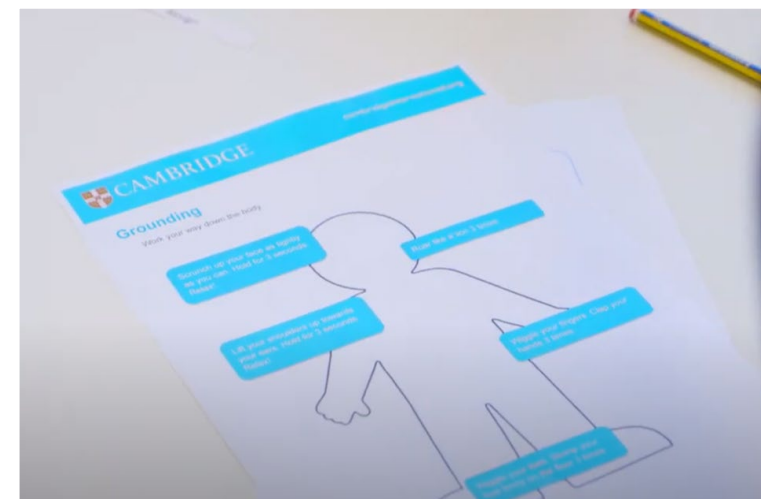 CAMBRIDGE
Grounding
Work your way down the body
Scrunch up your face as tightly
as you can. Hold for 3 seconds
Relax!
Roar like a lion 3 times
Lift your shoulders up towards
your ears. Hold for 3 seconds
Relax!
Wiggle your fingers. Clap your
hands 3 times